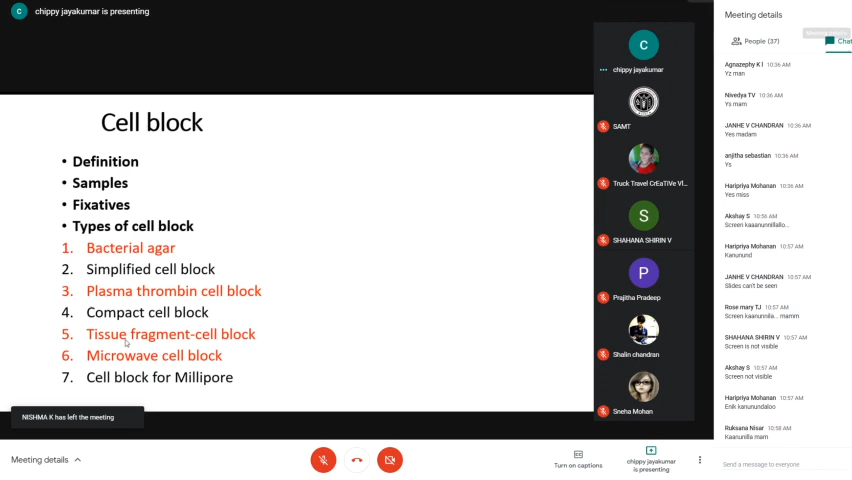 C
chippy jayakumar is presenting
Cell block
• Definition
• Samples
• Fixatives
• Types of cell block
1. Bacterial agar
2. Simplified cell block
3. Plasma thrombin cell block
4. Compact cell block
5. Tissue fragment-cell block
6. Microwave cell block
7. Cell block for Millipore
NISHMA K has left the meeting
C
chippy jayakumar
SAMT
Truck Travel CrEaTiVe Vl...
S
SHAHANA SHIRIN V
P
Prajitha Pradeep
Shalin chandran
Sneha Mohan
Meeting details
People (37)
Chat
Agnazephy K l 10:36 AM
Yz man
Nivedya TV 10:36 AM
Ys mam
JANHE V CHANDRAN 10:36 AM
Yes madam
anjitha sebastian 10:36 AM
Ys
Haripriya Mohanan 10:36 AM
Yes miss
Akshay S 10:56 AM
Screen kaaanunnillallo...
Haripriya Mohanan 10:57 AM
Kanunund
JANHE V CHANDRAN 10:57 AM
Slides can't be seen
Rose mary TJ 10:57 AM
Screen kaanunnilla... mamm
SHAHANA SHIRIN V 10:57 AM
Screen is not visible
Akshay S 10:57 AM
Screen not visible
Haripriya Mohanan 10:57 AM
Enik kanunundaloo
Ruksana Nisar 10:58 AM
Kaanunilla mam
Send a message to everyone
Meeting details
Turn on captions
chippy jayakumar
is presenting